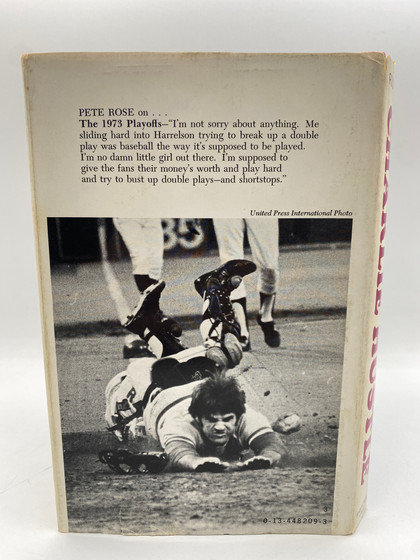 PETE ROSE on . . .
The 1973 Playoffs—"I'm not sorry about anything. Me
sliding hard into Harrelson trying to break up a double
play was baseball the way it's supposed to be played.
I'm no damn little girl out there. I'm supposed to
give the fans their money's worth and play hard
and try to bust up double plays—and shortstops."
United Press International Photo
35
0-13-448209-3
CHARLIE HUSTLE